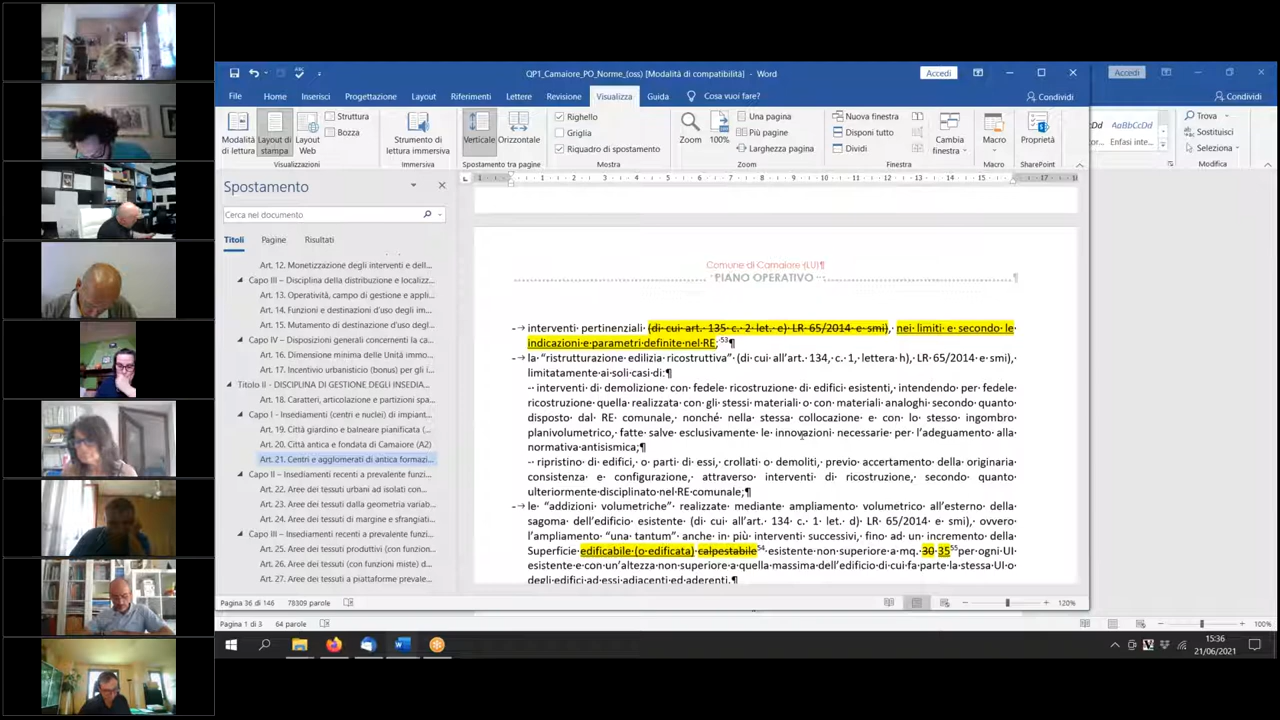 QP1_Camaiore_PO_Norme_(oss) [Modalità di compatibilità] - Word
Accedi
Accedi
File Home Inserisci Progettazione Layout Riferimenti Lettere Revisione Visualizza Guida Cosa vuoi fare? Condividi
Condividi
Modalità di lettura
Layout di stampa
Layout Web
Struttura
Bozza
Visualizzazioni
Strumento di lettura immersiva
Immersiva
Verticale Orizzontale
Spostamento tra pagine
Righello
Griglia
Riquadro di spostamento
Mostra
Zoom
100%
Una pagina
Più pagine
Larghezza pagina
Zoom
Nuova finestra
Disponi tutto
Dividi
Cambia finestra
Finestra
Macro
Macro
Proprietà
SharePoint
AaBbCcD
Enfasi inte...
Trova
Sostituisci
Seleziona
Modifica
Spostamento
Cerca nel documento
Titoli Pagine Risultati
Art. 12. Monetizzazione degli interventi e dell...
Capo III – Disciplina della distribuzione e localizz...
Art. 13. Operatività, campo di gestione e appli...
Art. 14. Funzioni e destinazioni d'uso degli im...
Art. 15. Mutamento di destinazione d'uso degl...
Capo IV – Disposizioni generali concernenti la ca...
Art. 16. Dimensione minima delle Unità immo...
Art. 17. Incentivo urbanistico (bonus) per gli i...
Titolo II - DISCIPLINA DI GESTIONE DEGLI INSEDIA...
Art. 18. Caratteri, articolazione e partizioni spa...
Capo I - Insediamenti (centri e nuclei) di impiant...
Art. 19. Città giardino e balneare pianificata (...
Art. 20. Città antica e fondata di Camaiore (A2)
Art. 21. Centri e agglomerati di antica formazi...
Capo II – Insediamenti recenti a prevalente funzi...
Art. 22. Aree dei tessuti urbani ad isolati con...
Art. 23. Aree dei tessuti dalla geometria variab...
Art. 24. Aree dei tessuti di margine e sfrangiati...
Capo III – Insediamenti recenti a prevalente funzi...
Art. 25. Aree dei tessuti produttivi (con funzion...
Art. 26. Aree dei tessuti (con funzioni miste) d...
Art. 27. Aree dei tessuti a piattaforme prevale...
Comune di Camaiore (LU)¶
PIANO OPERATIVO ¶
- → interventi pertinenziali (di cui art. 135 c. 2 let. e) LR 65/2014 e smi), nei limiti e secondo le
indicazioni e parametri definite nel RE; 53¶
- → la “ristrutturazione edilizia ricostruttiva” (di cui all’art. 134, c. 1, lettera h), LR 65/2014 e smi),
limitatamente ai soli casi di:¶
-- interventi di demolizione con fedele ricostruzione di edifici esistenti, intendendo per fedele
ricostruzione quella realizzata con gli stessi materiali o con materiali analoghi secondo quanto
disposto dal RE comunale, nonché nella stessa collocazione e con lo stesso ingombro
planivolumetrico, fatte salve esclusivamente le innovazioni necessarie per l’adeguamento alla
normativa antisismica;¶
-- ripristino di edifici, o parti di essi, crollati o demoliti, previo accertamento della originaria
consistenza e configurazione, attraverso interventi di ricostruzione, secondo quanto
ulteriormente disciplinato nel RE comunale;¶
- → le “addizioni volumetriche” realizzate mediante ampliamento volumetrico all’esterno della
sagoma dell’edificio esistente (di cui all’art. 134 c. 1 let. d) LR 65/2014 e smi), ovvero
l’ampliamento “una tantum” anche in più interventi successivi, fino ad un incremento della
Superficie edificabile (o edificata) calpestabile54 esistente non superiore a mq. 30 3555 per ogni UI
esistente e con un’altezza non superiore a quella massima dell’edificio di cui fa parte la stessa UI o
degli edifici ad essi adiacenti ed aderenti.¶
Pagina 36 di 146 78309 parole 120%
Pagina 1 di 3 64 parole 100%
15:36
21/06/2021